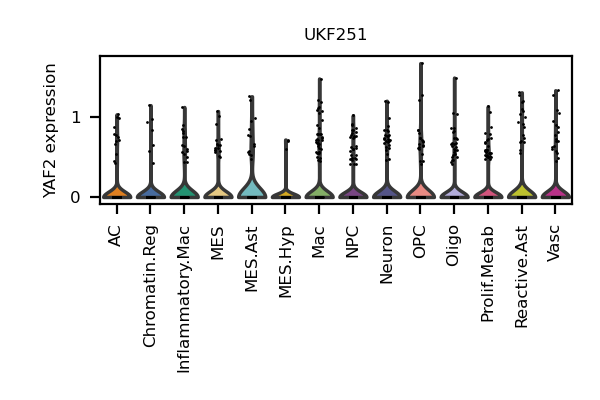 UKF251
YAF2 expression
1
0
AC
Chromatin.Reg
Inflammatory.Mac
MES
MES.Ast
MES.Hyp
Mac
NPC
Neuron
OPC
Oligo
Prolif.Metab
Reactive.Ast
Vasc